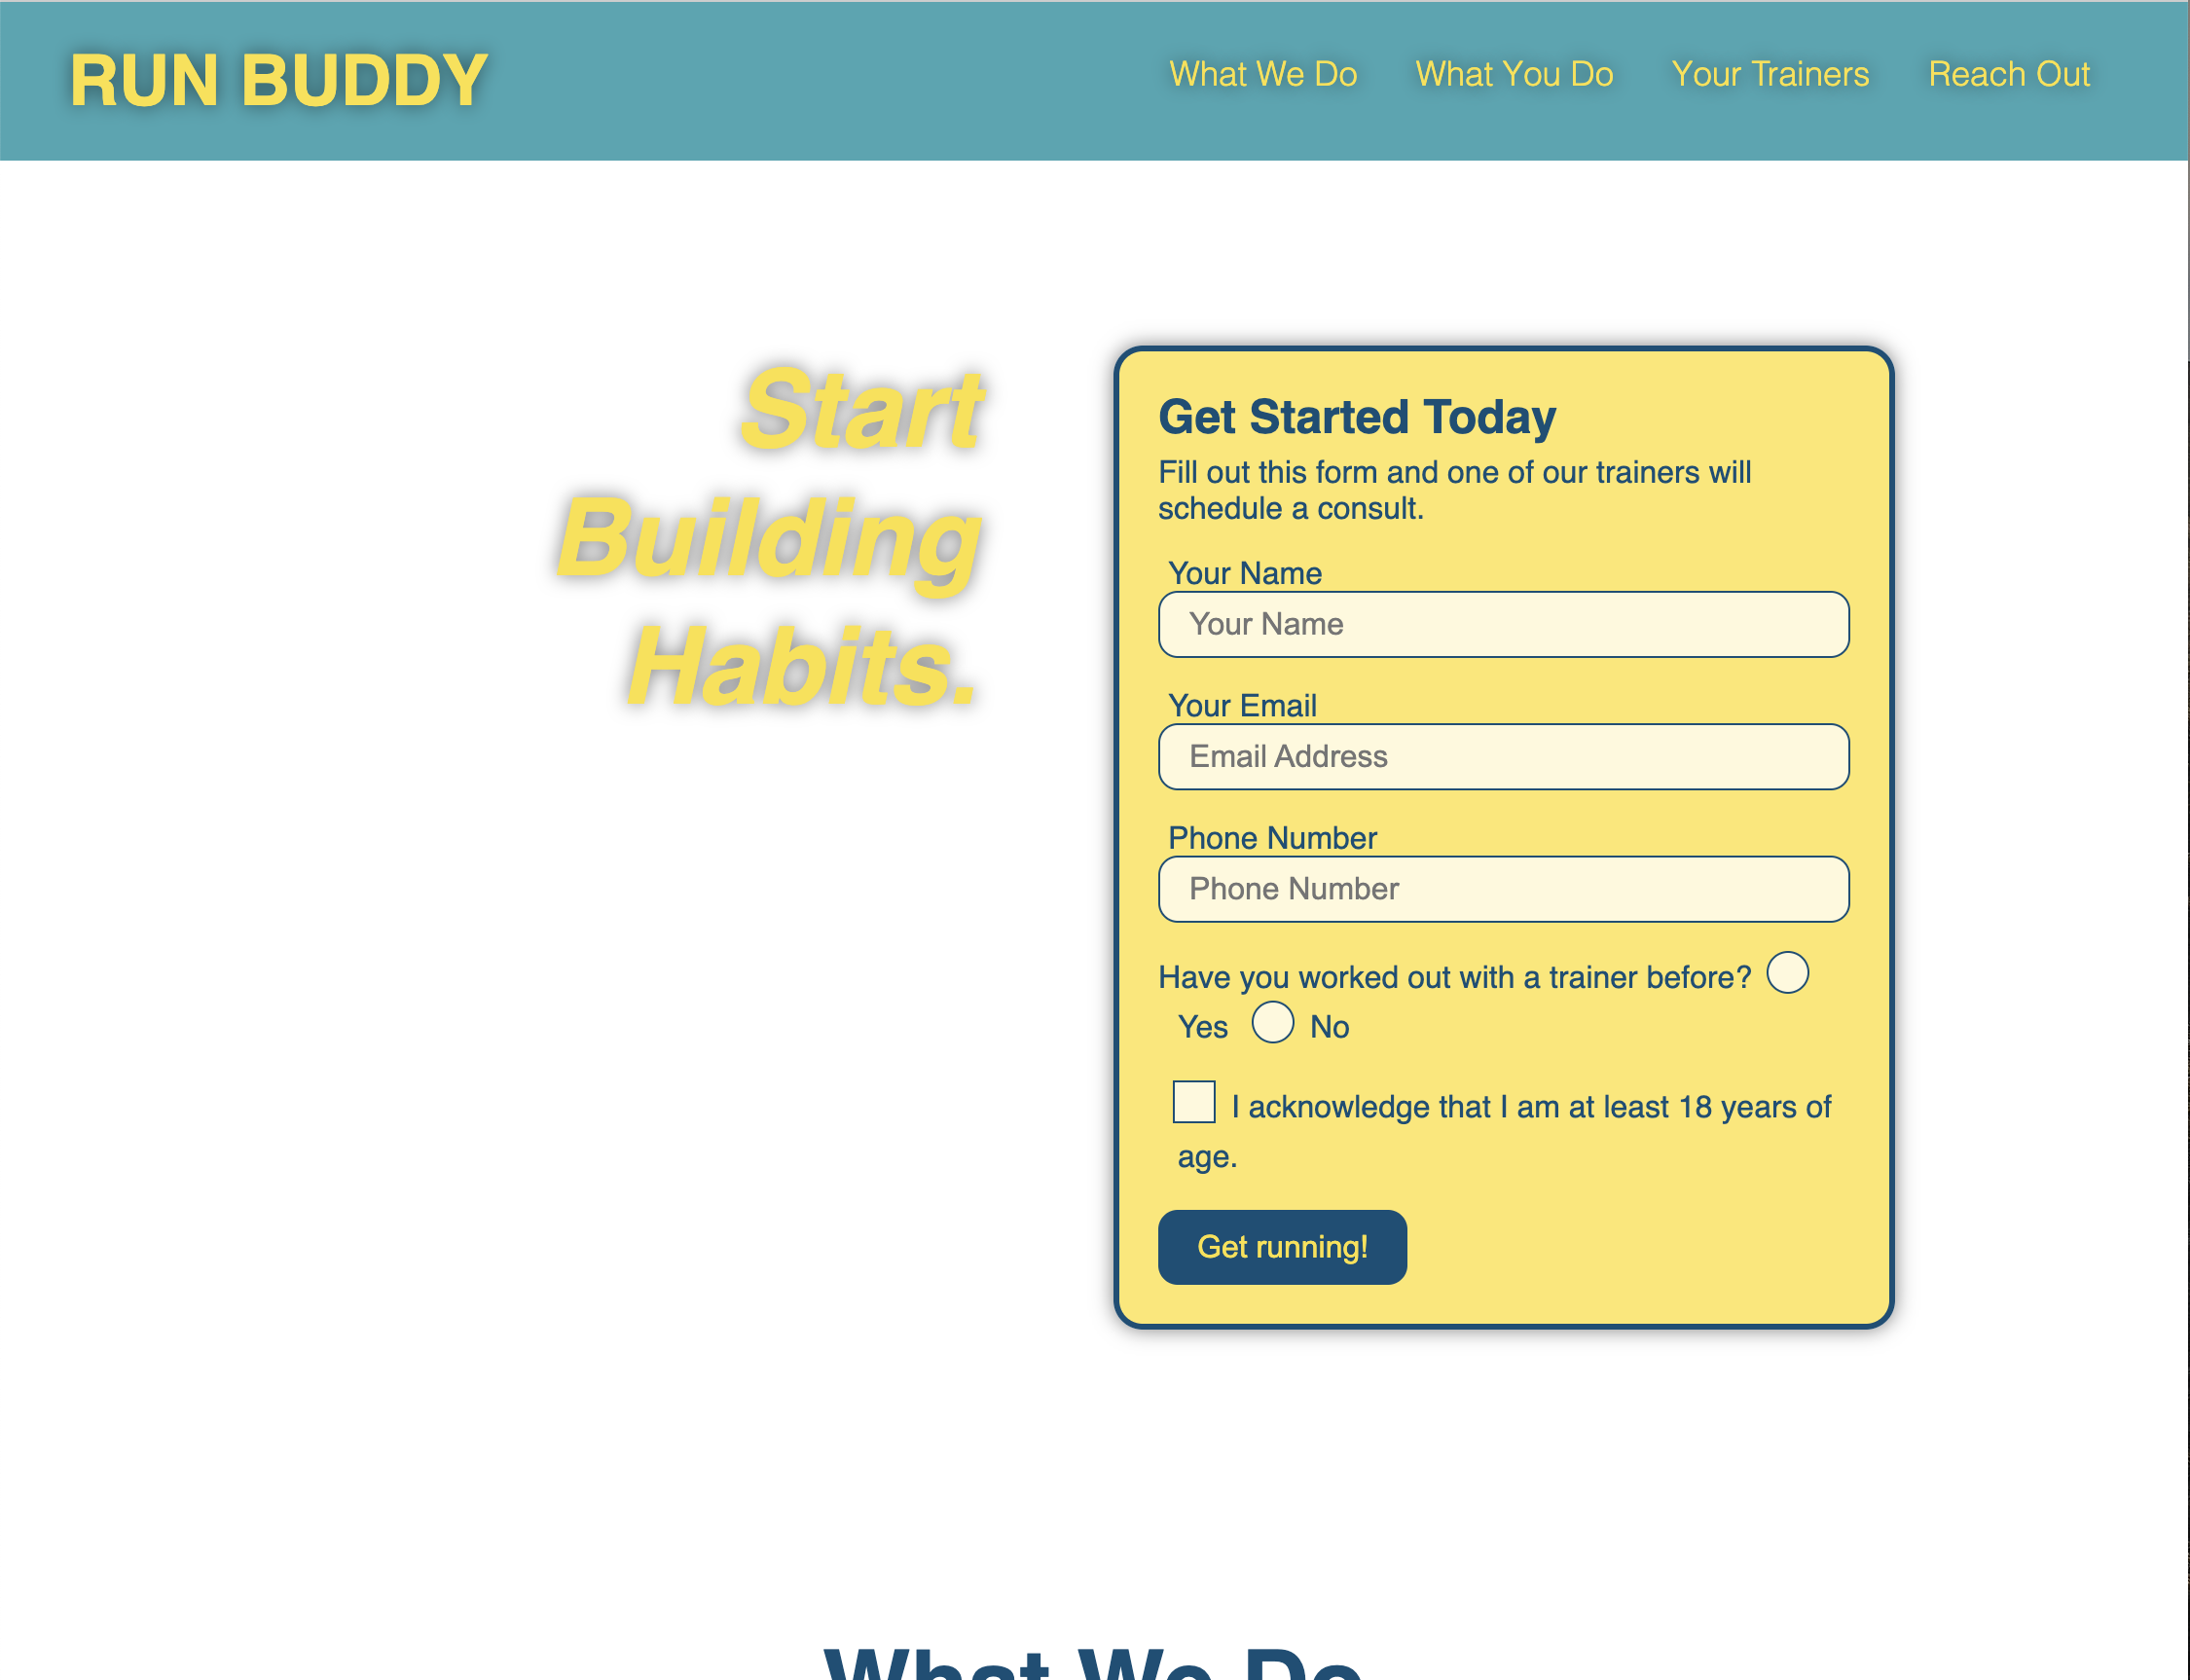 RUN BUDDY
What We Do
What You Do
Your Trainers
Reach Out
Start
Building
Habits.
Get Started Today
Fill out this form and one of our trainers will
schedule a consult.
Your Name
Your Name
Your Email
Email Address
Phone Number
Phone Number
Have you worked out with a trainer before?
Yes No
I acknowledge that I am at least 18 years of
age.
Get running!
What We Do